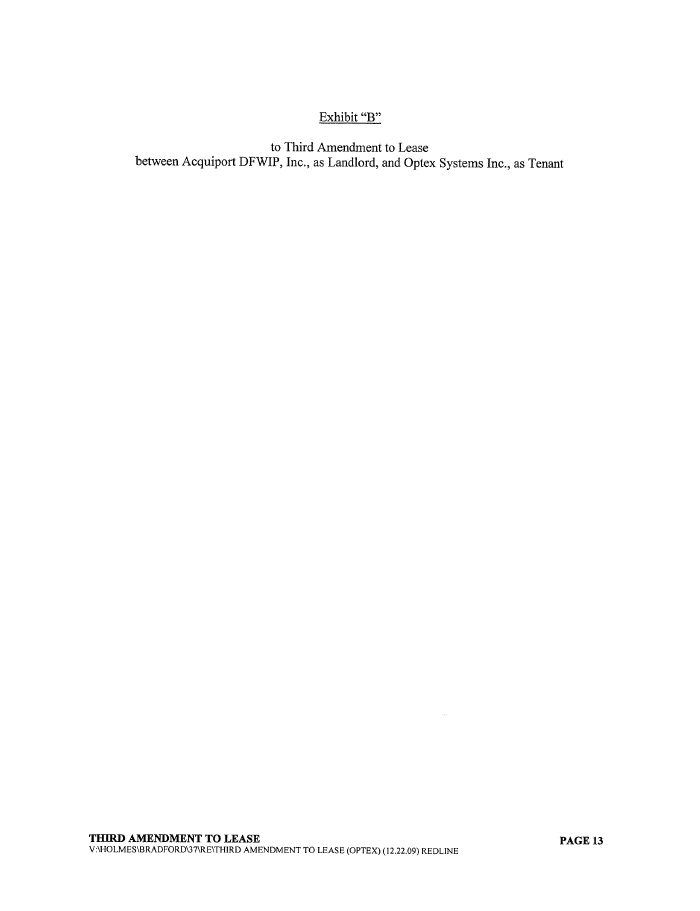 Exhibit “B”
to Third Amendment to Lease
between Acquiport DFWIP, Inc., as Landlord, and Optex Systems Inc., as Tenant
THIRD AMENDMENT TO LEASE PAGE 13
V:\HOLMES\BRADFORD\37\RE\THIRD AMENDMENT TO LEASE (OPTEX) (12.22.09) REDLINE